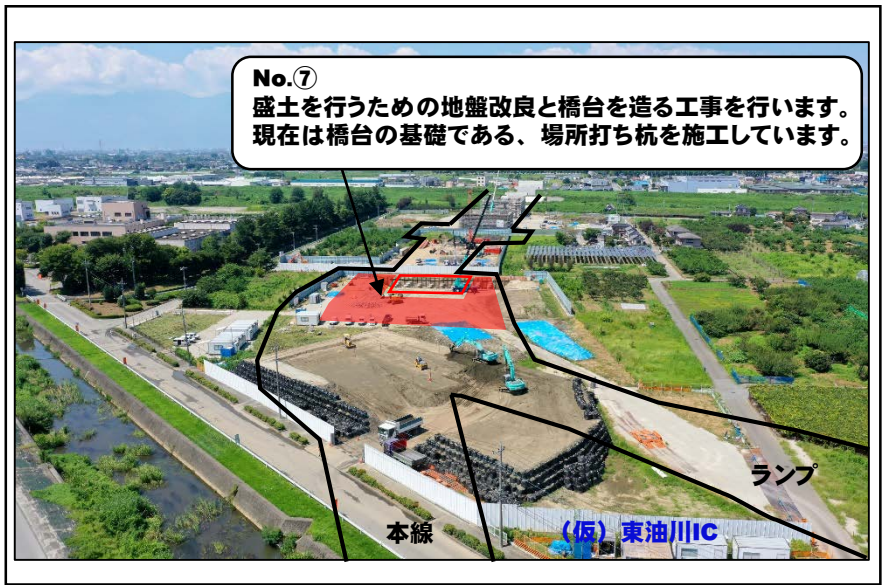 No.⑦
盛土を行うための地盤改良と橋台を造る工事を行います。
現在は橋台の基礎である、場所打ち杭を施工しています。
ランプ
本線
（仮）東油川IC